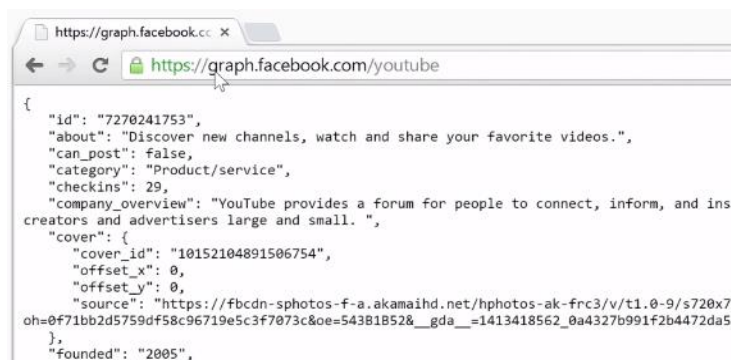 https://graph.facebook.cc
https://graph.facebook.com/youtube
{
"id": "7270241753",
"about": "Discover new channels, watch and share your favorite videos.",
"can_post": false,
"category": "Product/service",
"checkins": 29,
"company_overview": "YouTube provides a forum for people to connect, inform, and ins
creators and advertisers large and small. ",
"cover": {
"cover_id": "10152104891506754",
"offset_x": 0,
"offset_y": 0,
"source": "https://fbcdn-sphotos-f-a.akamaihd.net/hphotos-ak-frc3/v/t1.0-9/s720x7
oh=0f71bb2d5759df58c96719e5c3f7073c&oe=543B1B52&__gda__=1413418562_0a4327b991f2b4472da5
},
"founded": "2005",